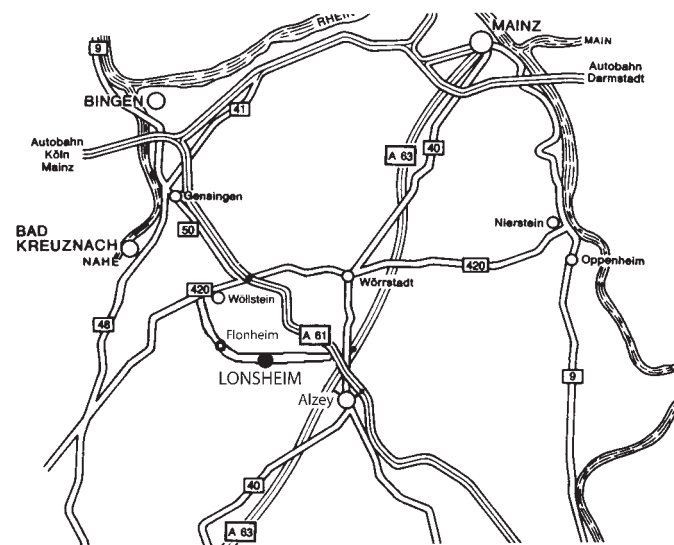 RHEIN
MAINZ
9
MAIN
Autobahn
Darmstadt
BINGEN
41
Autobahn
Köln
Mainz
40
A 63
Gensingen
BAD
KREUZNACH
NAHE
50
Nierstein
Oppenheim
420
Wörrstadt
420
Wöllstein
48
Flonheim
A 61
LONSHEIM
9
Alzey
40
A 63